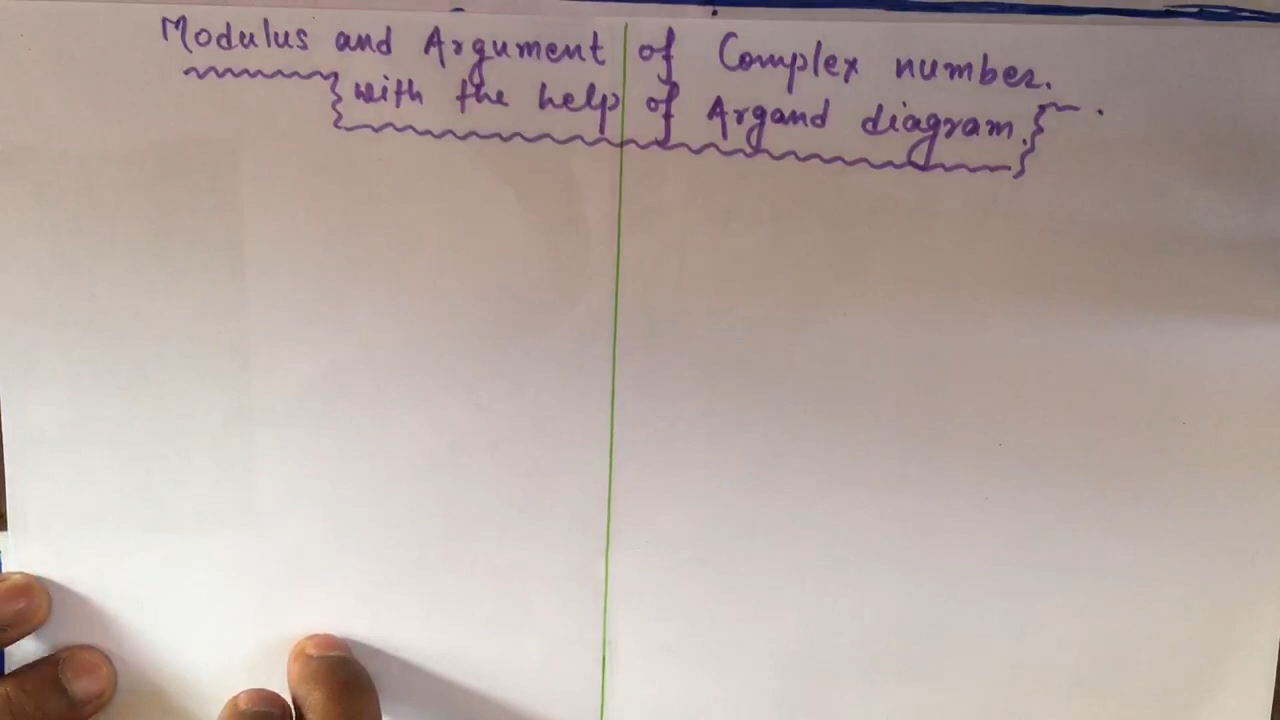 Modulus and Argument of Complex number.
with the help of Argand diagram.